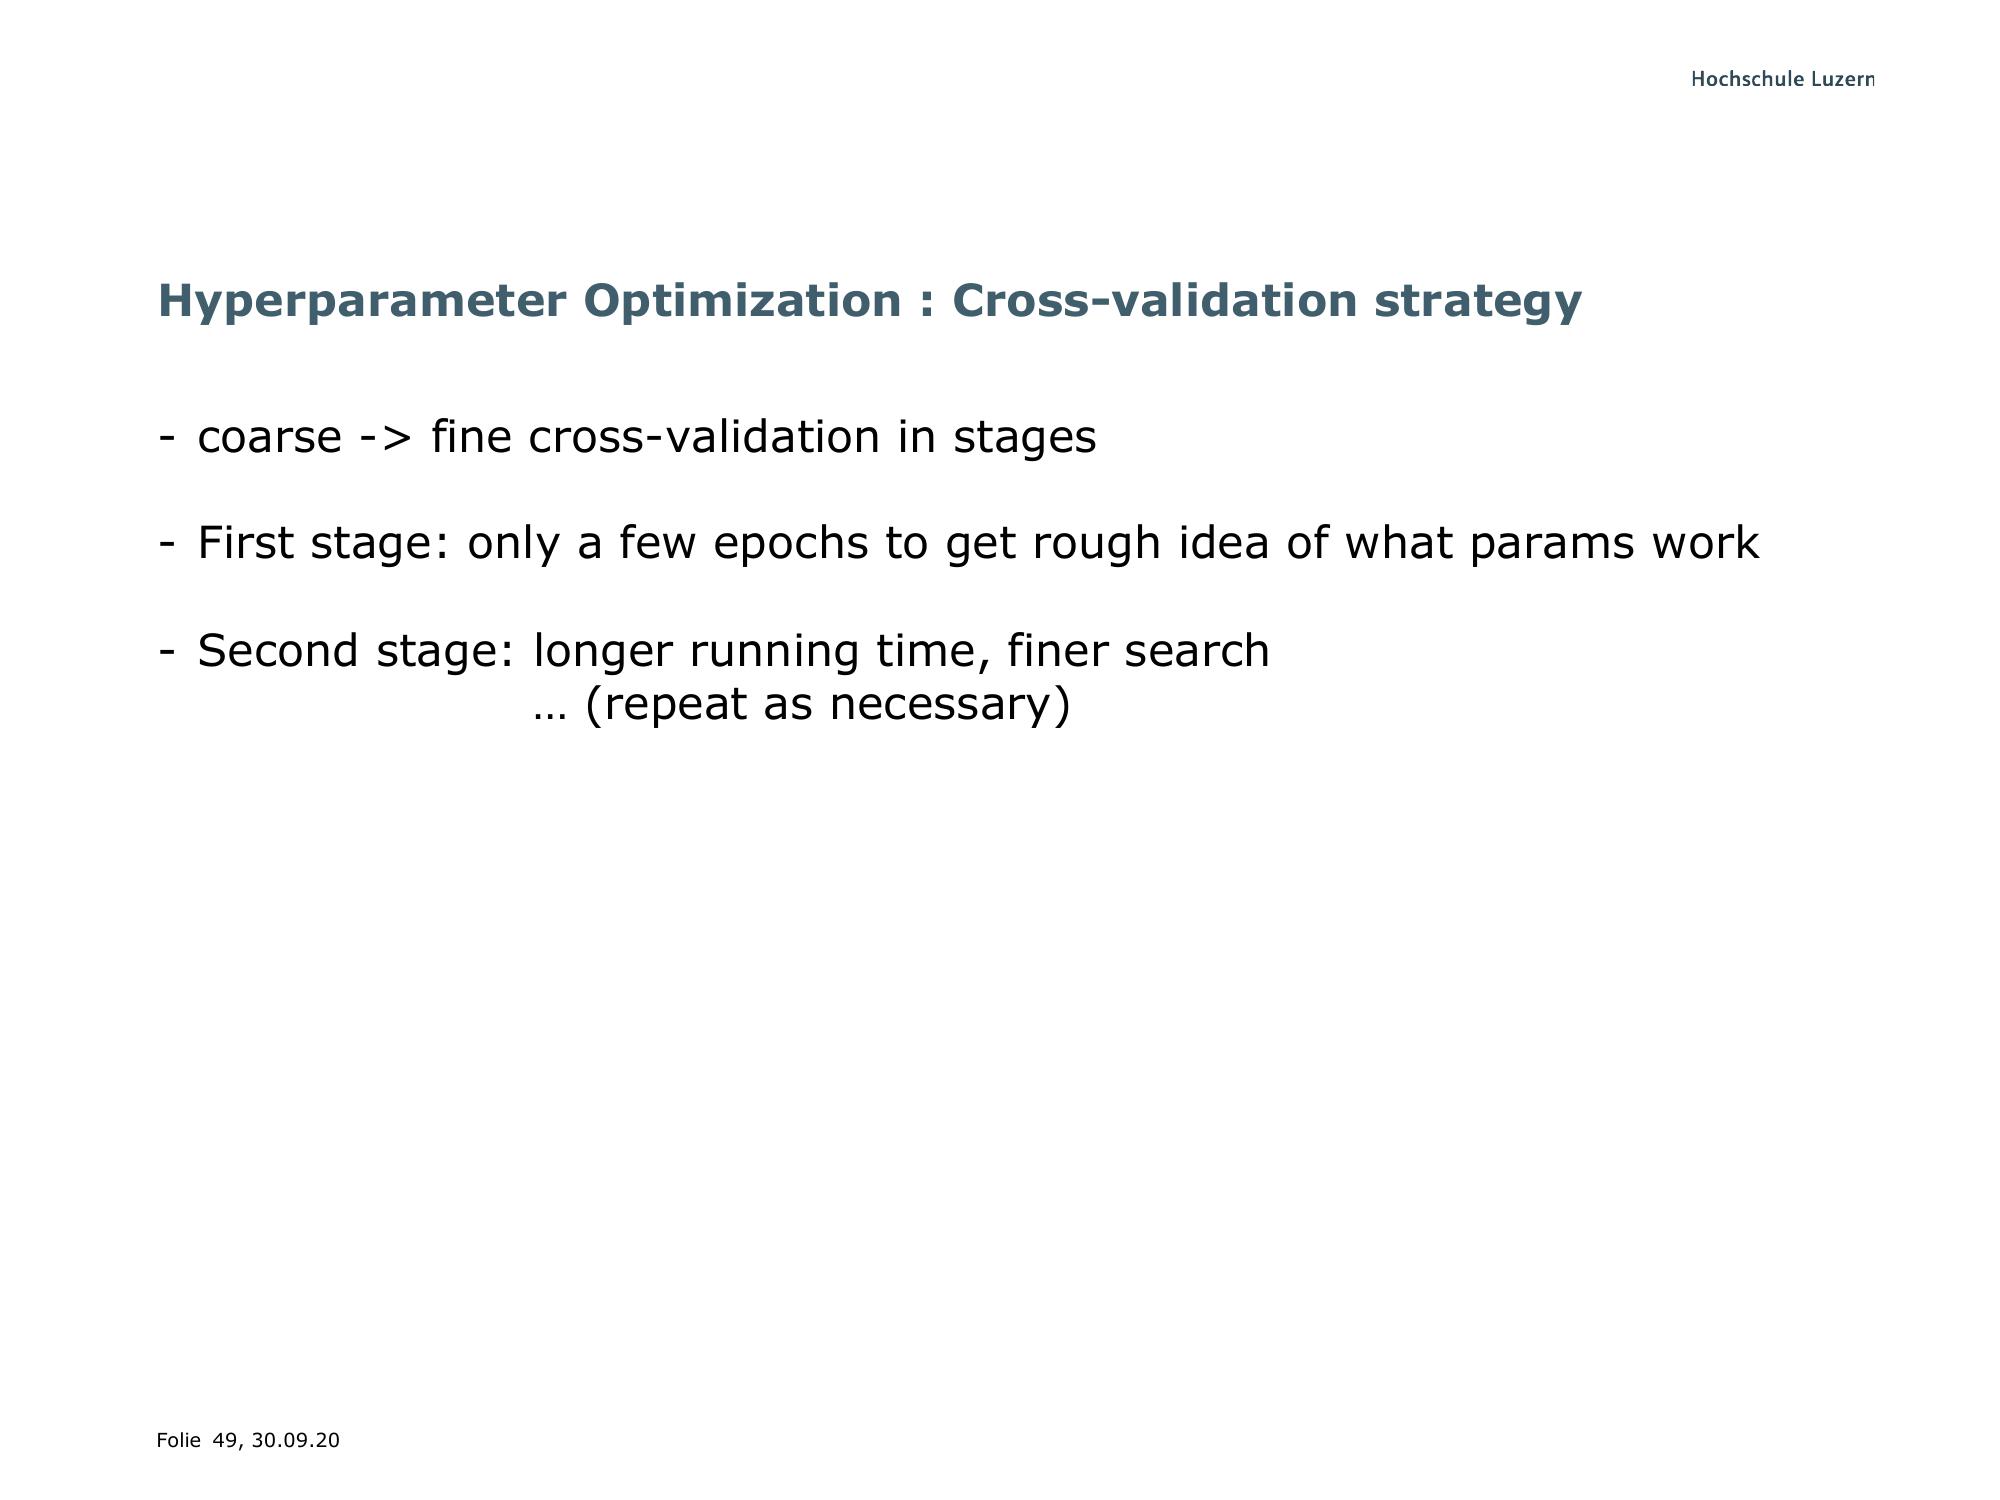 Hochschule Luzern
Hyperparameter Optimization : Cross-validation strategy
- coarse -> fine cross-validation in stages
- First stage: only a few epochs to get rough idea of what params work
- Second stage: longer running time, finer search
… (repeat as necessary)
Folie 49, 30.09.20